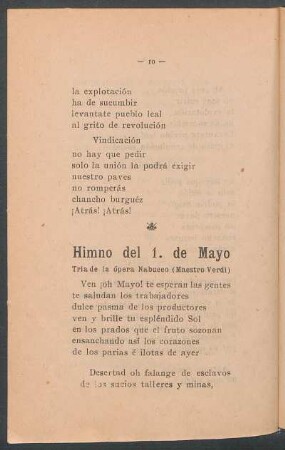 — 10 —
la explotación
ha de sucumbir
levantate pueblo leal
al grito de revolución
Vindicación
no hay que pedir
solo la unión la podrá exigir
nuestro paves
no romperás
chancho burguéz
¡Atrás! ¡Atrás!
Himno del 1. de Mayo
Tria de la ópera Nabucco (Maestro Verdi)
Ven ¡oh Mayo! te esperan las gentes
te saludan los trabajadores
dulce pasma de los productores
ven y brille tu espléndido Sol
en los prados que el fruto sozonan
ensanchando así los corazones
de los parias é ilotas de ayer
Desertad oh falange de esclavos
de las sucios talleres y minas,